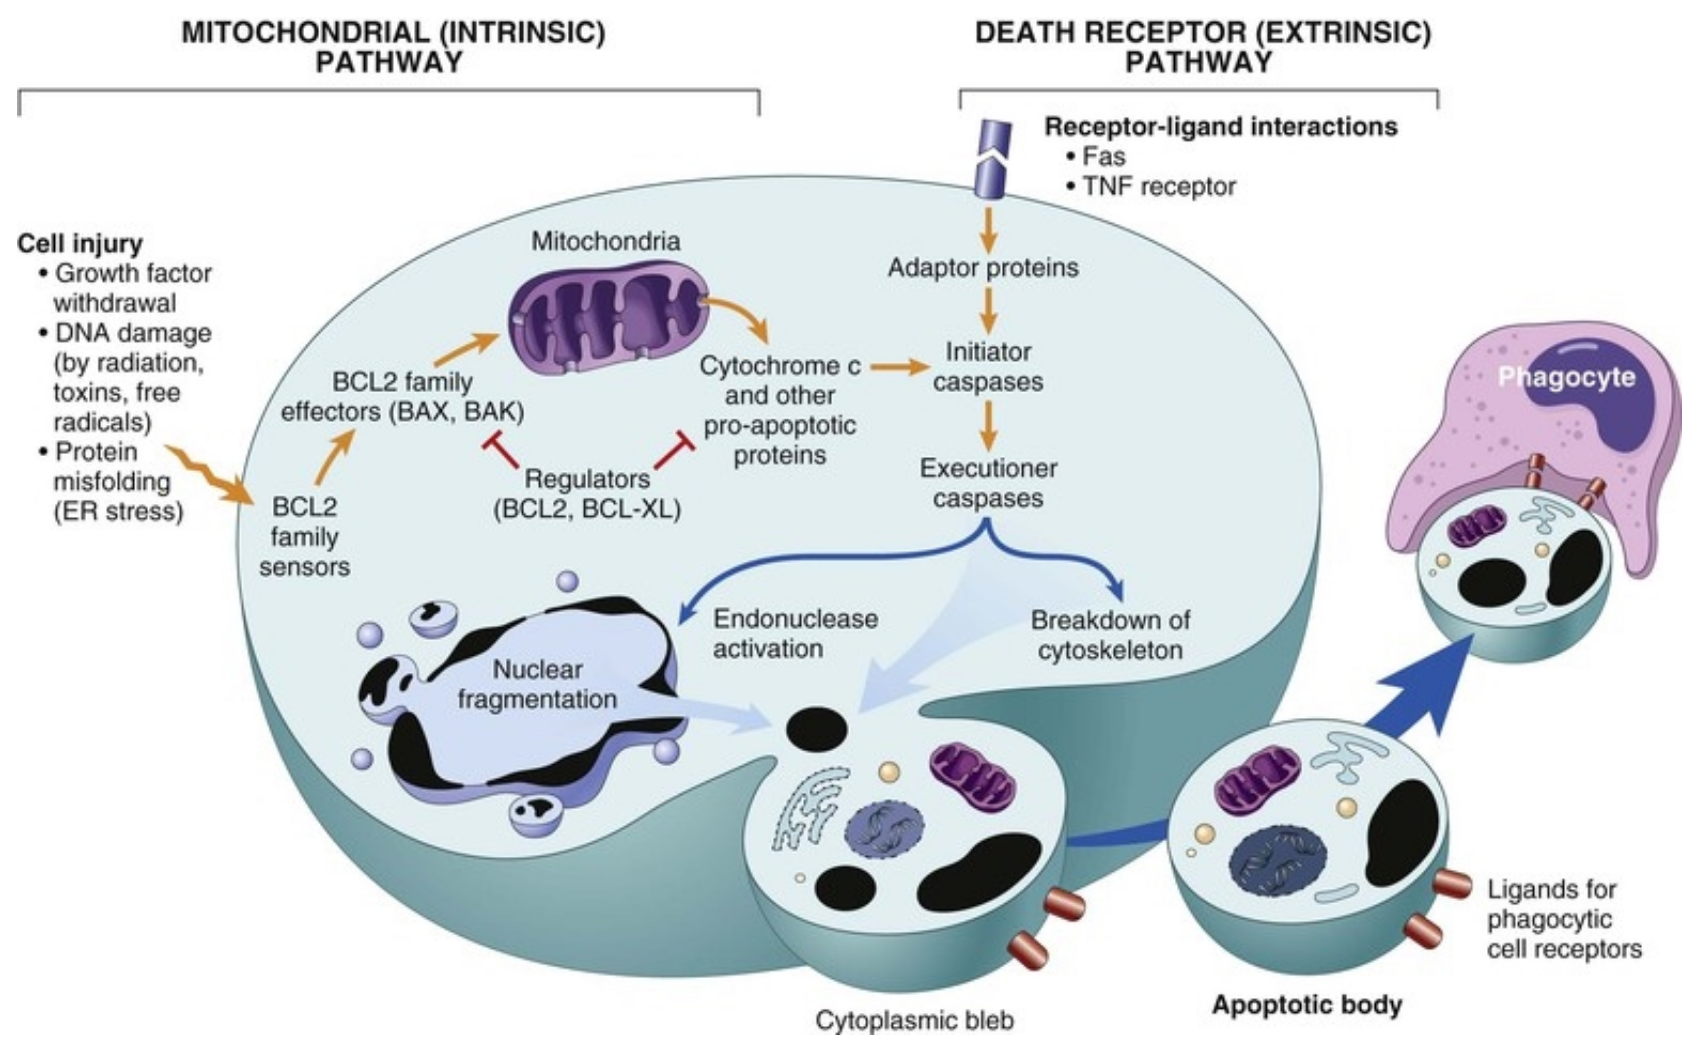 MITOCHONDRIAL (INTRINSIC)
PATHWAY
DEATH RECEPTOR (EXTRINSIC)
PATHWAY
Receptor-ligand interactions
• Fas
• TNF receptor
Cell injury
• Growth factor
withdrawal
• DNA damage
(by radiation,
toxins, free
radicals)
• Protein
misfolding
(ER stress)
BCL2
family
sensors
BCL2 family
effectors (BAX, BAK)
Mitochondria
Regulators
(BCL2, BCL-XL)
Cytochrome c
and other
pro-apoptotic
proteins
Adaptor proteins
Initiator
caspases
Executioner
caspases
Endonuclease
activation
Breakdown of
cytoskeleton
Nuclear
fragmentation
Phagocyte
Ligands for
phagocytic
cell receptors
Cytoplasmic bleb
Apoptotic body